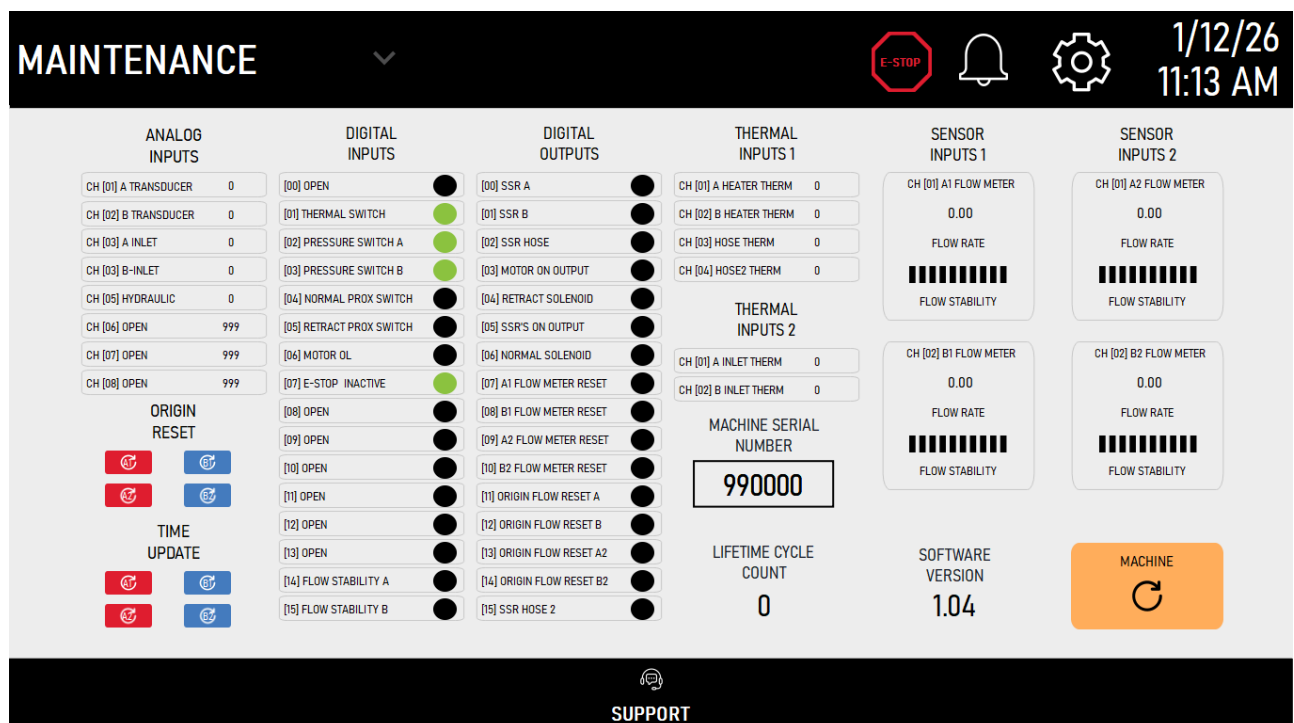 MAINTENANCE
E-STOP
1/12/26
11:13 AM
ANALOG
INPUTS
CH [01] A TRANSDUCER 0
CH [02] B TRANSDUCER 0
CH [03] A INLET 0
CH [03] B-INLET 0
CH [05] HYDRAULIC 0
CH [06] OPEN 999
CH [07] OPEN 999
CH [08] OPEN 999
ORIGIN
RESET
A1 B1
A2 B2
TIME
UPDATE
A1 B1
A2 B2
DIGITAL
INPUTS
[00] OPEN
[01] THERMAL SWITCH
[02] PRESSURE SWITCH A
[03] PRESSURE SWITCH B
[04] NORMAL PROX SWITCH
[05] RETRACT PROX SWITCH
[06] MOTOR OL
[07] E-STOP INACTIVE
[08] OPEN
[09] OPEN
[10] OPEN
[11] OPEN
[12] OPEN
[13] OPEN
[14] FLOW STABILITY A
[15] FLOW STABILITY B
DIGITAL
OUTPUTS
[00] SSR A
[01] SSR B
[02] SSR HOSE
[03] MOTOR ON OUTPUT
[04] RETRACT SOLENOID
[05] SSR'S ON OUTPUT
[06] NORMAL SOLENOID
[07] A1 FLOW METER RESET
[08] B1 FLOW METER RESET
[09] A2 FLOW METER RESET
[10] B2 FLOW METER RESET
[11] ORIGIN FLOW RESET A
[12] ORIGIN FLOW RESET B
[13] ORIGIN FLOW RESET A2
[14] ORIGIN FLOW RESET B2
[15] SSR HOSE 2
THERMAL
INPUTS 1
CH [01] A HEATER THERM 0
CH [02] B HEATER THERM 0
CH [03] HOSE THERM 0
CH [04] HOSE2 THERM 0
THERMAL
INPUTS 2
CH [01] A INLET THERM 0
CH [02] B INLET THERM 0
MACHINE SERIAL
NUMBER
990000
LIFETIME CYCLE
COUNT
0
SENSOR
INPUTS 1
CH [01] A1 FLOW METER
0.00
FLOW RATE
FLOW STABILITY
CH [02] B1 FLOW METER
0.00
FLOW RATE
FLOW STABILITY
SOFTWARE
VERSION
1.04
SENSOR
INPUTS 2
CH [01] A2 FLOW METER
0.00
FLOW RATE
FLOW STABILITY
CH [02] B2 FLOW METER
0.00
FLOW RATE
FLOW STABILITY
MACHINE
SUPPORT